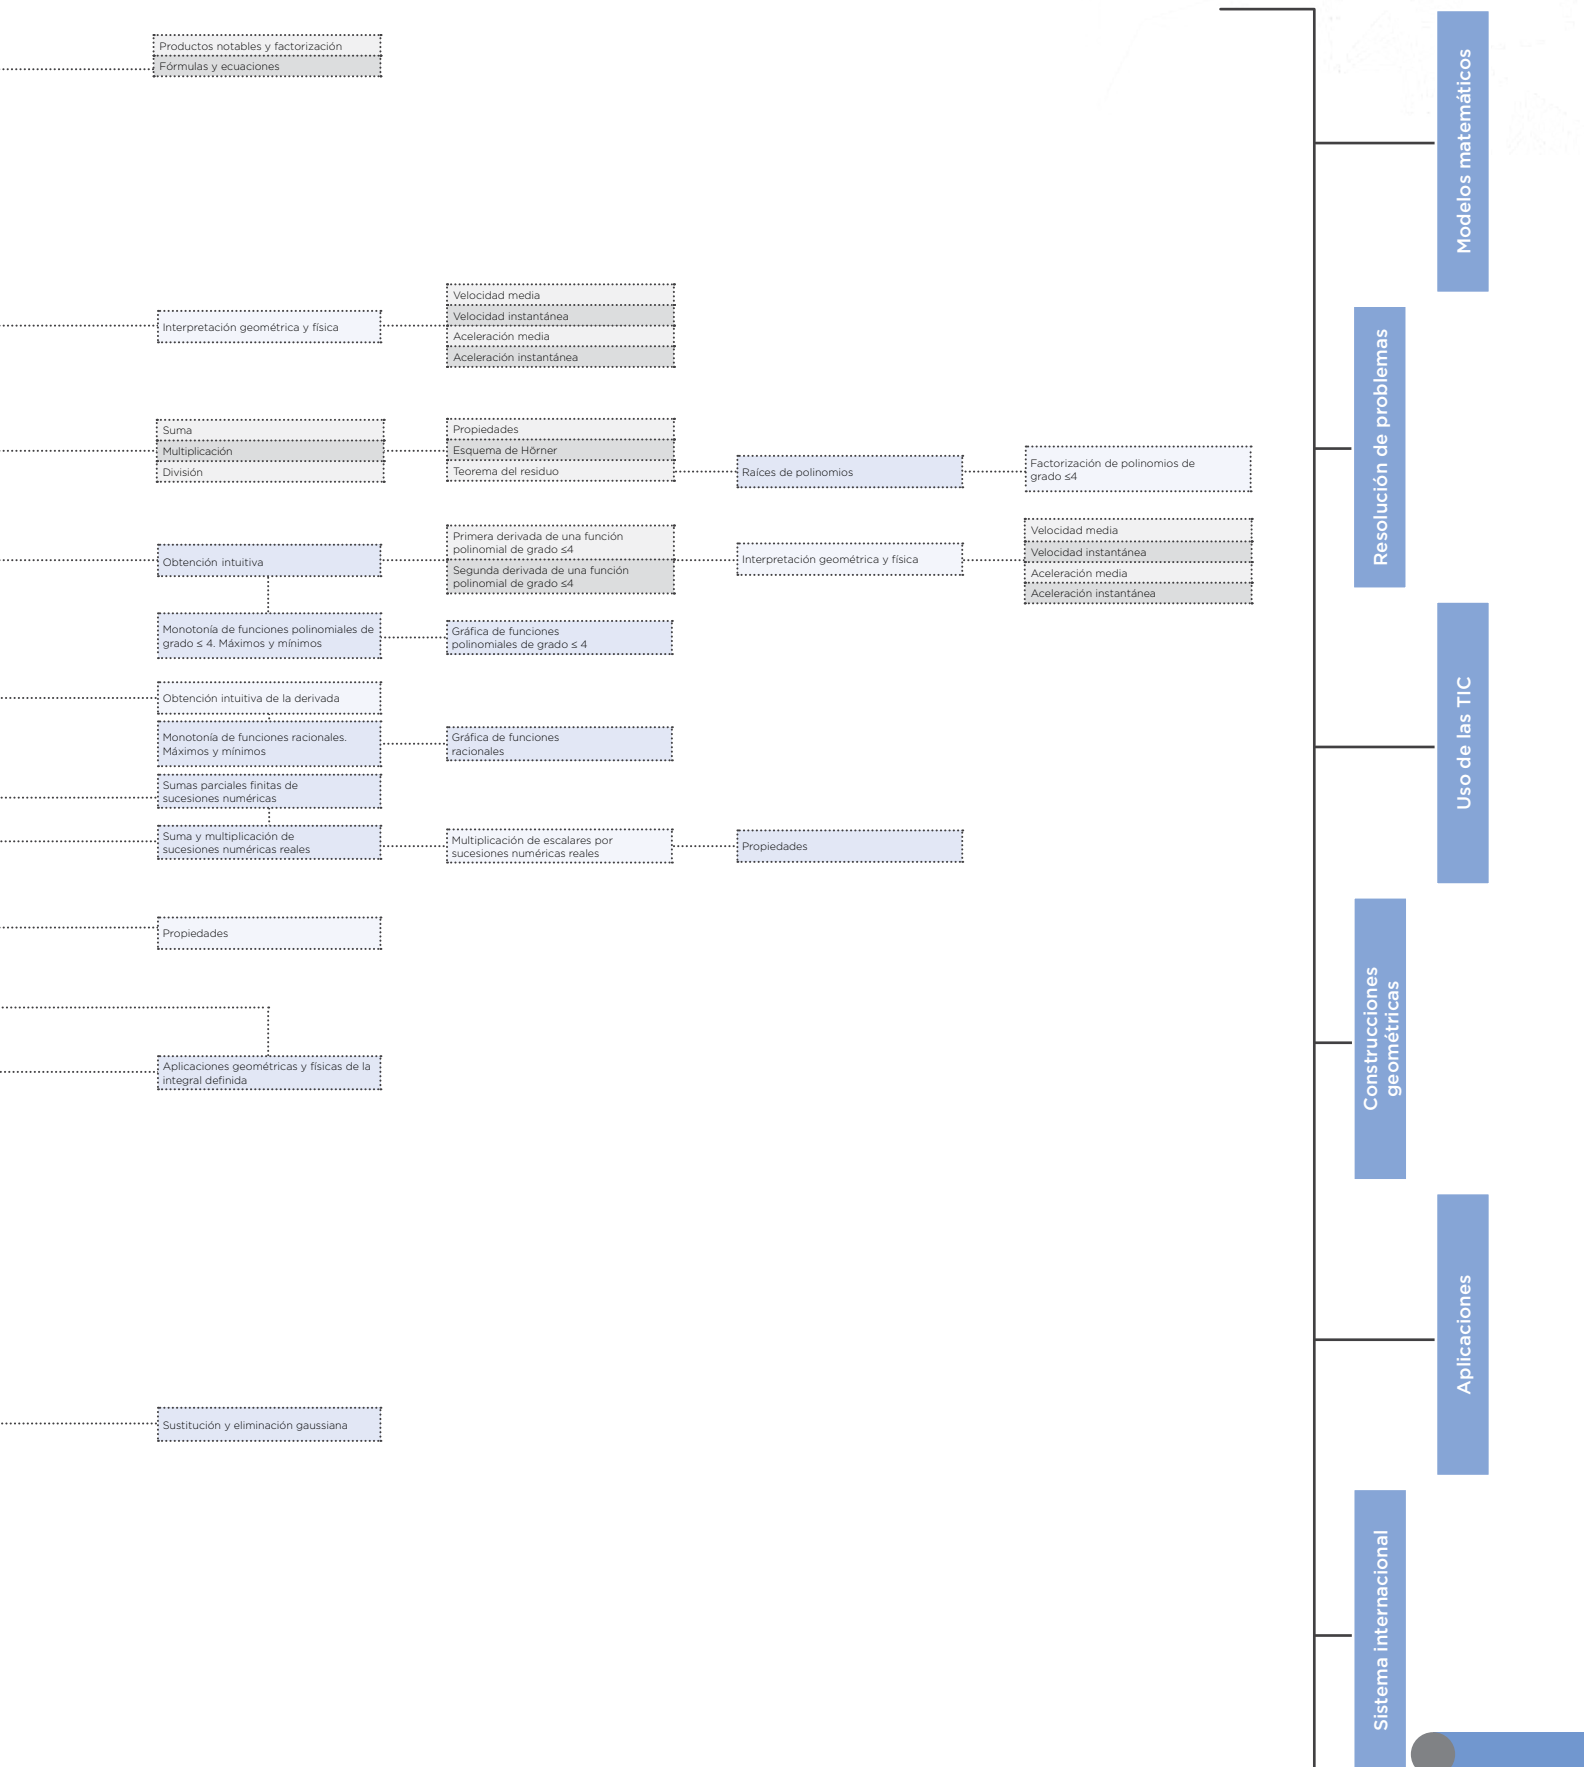 Productos notables y factorización
Fórmulas y ecuaciones
Interpretación geométrica y física
Velocidad media
Velocidad instantánea
Aceleración media
Aceleración instantánea
Suma
Multiplicación
División
Propiedades
Esquema de Hörner
Teorema del residuo
Raíces de polinomios
Factorización de polinomios de
grado ≤4
Obtención intuitiva
Primera derivada de una función
polinomial de grado ≤4
Segunda derivada de una función
polinomial de grado ≤4
Interpretación geométrica y física
Velocidad media
Velocidad instantánea
Aceleración media
Aceleración instantánea
Monotonía de funciones polinomiales de
grado ≤ 4. Máximos y mínimos
Gráfica de funciones
polinomiales de grado ≤ 4
Obtención intuitiva de la derivada
Monotonía de funciones racionales.
Máximos y mínimos
Gráfica de funciones
racionales
Sumas parciales finitas de
sucesiones numéricas
Suma y multiplicación de
sucesiones numéricas reales
Multiplicación de escalares por
sucesiones numéricas reales
Propiedades
Propiedades
Aplicaciones geométricas y físicas de la
integral definida
Sustitución y eliminación gaussiana
Modelos matemáticos
Resolución de problemas
Uso de las TIC
Construcciones
geométricas
Aplicaciones
Sistema internacional